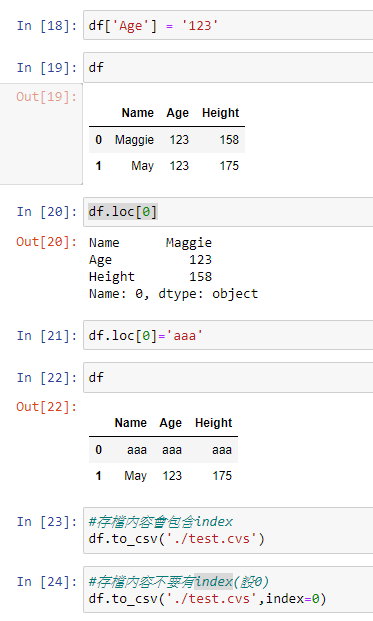 In [18]: df['Age'] = '123'
In [19]: df
Out[19]:
Name Age Height
0 Maggie 123 158
1 May 123 175
In [20]: df.loc[0]
Out[20]: Name Maggie
Age 123
Height 158
Name: 0, dtype: object
In [21]: df.loc[0]='aaa'
In [22]: df
Out[22]:
Name Age Height
0 aaa aaa aaa
1 May 123 175
In [23]: #存檔內容會包含index
df.to_csv('./test.cvs')
In [24]: #存檔內容不要有index(設0)
df.to_csv('./test.cvs',index=0)